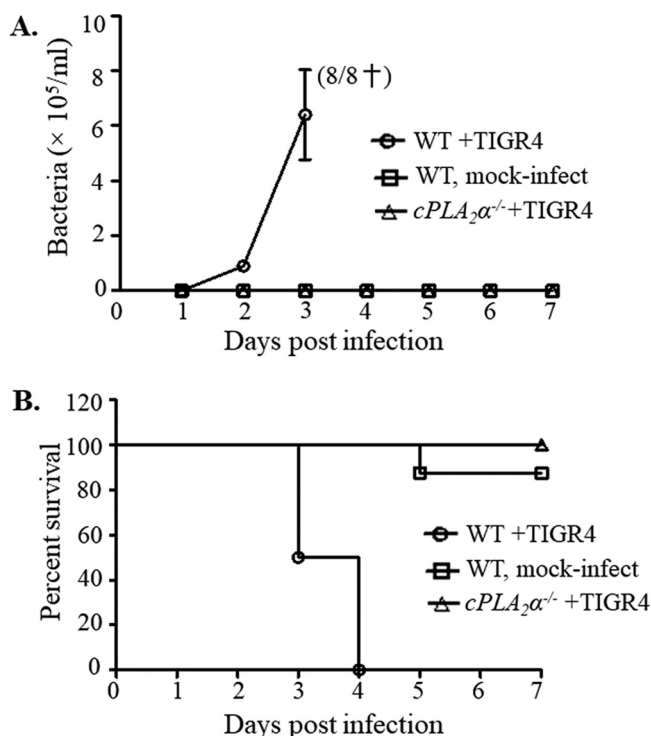 A.
Bacteria (× 10⁵/ml)
10
8
6
4
2
0
(8/8 †)
WT +TIGR4
WT, mock-infect
cPLA₂α⁻/⁻+TIGR4
0 1 2 3 4 5 6 7
Days post infection
B.
Percent survival
120
100
80
60
40
20
0
WT +TIGR4
WT, mock-infect
cPLA₂α⁻/⁻ +TIGR4
0 1 2 3 4 5 6 7
Days post infection